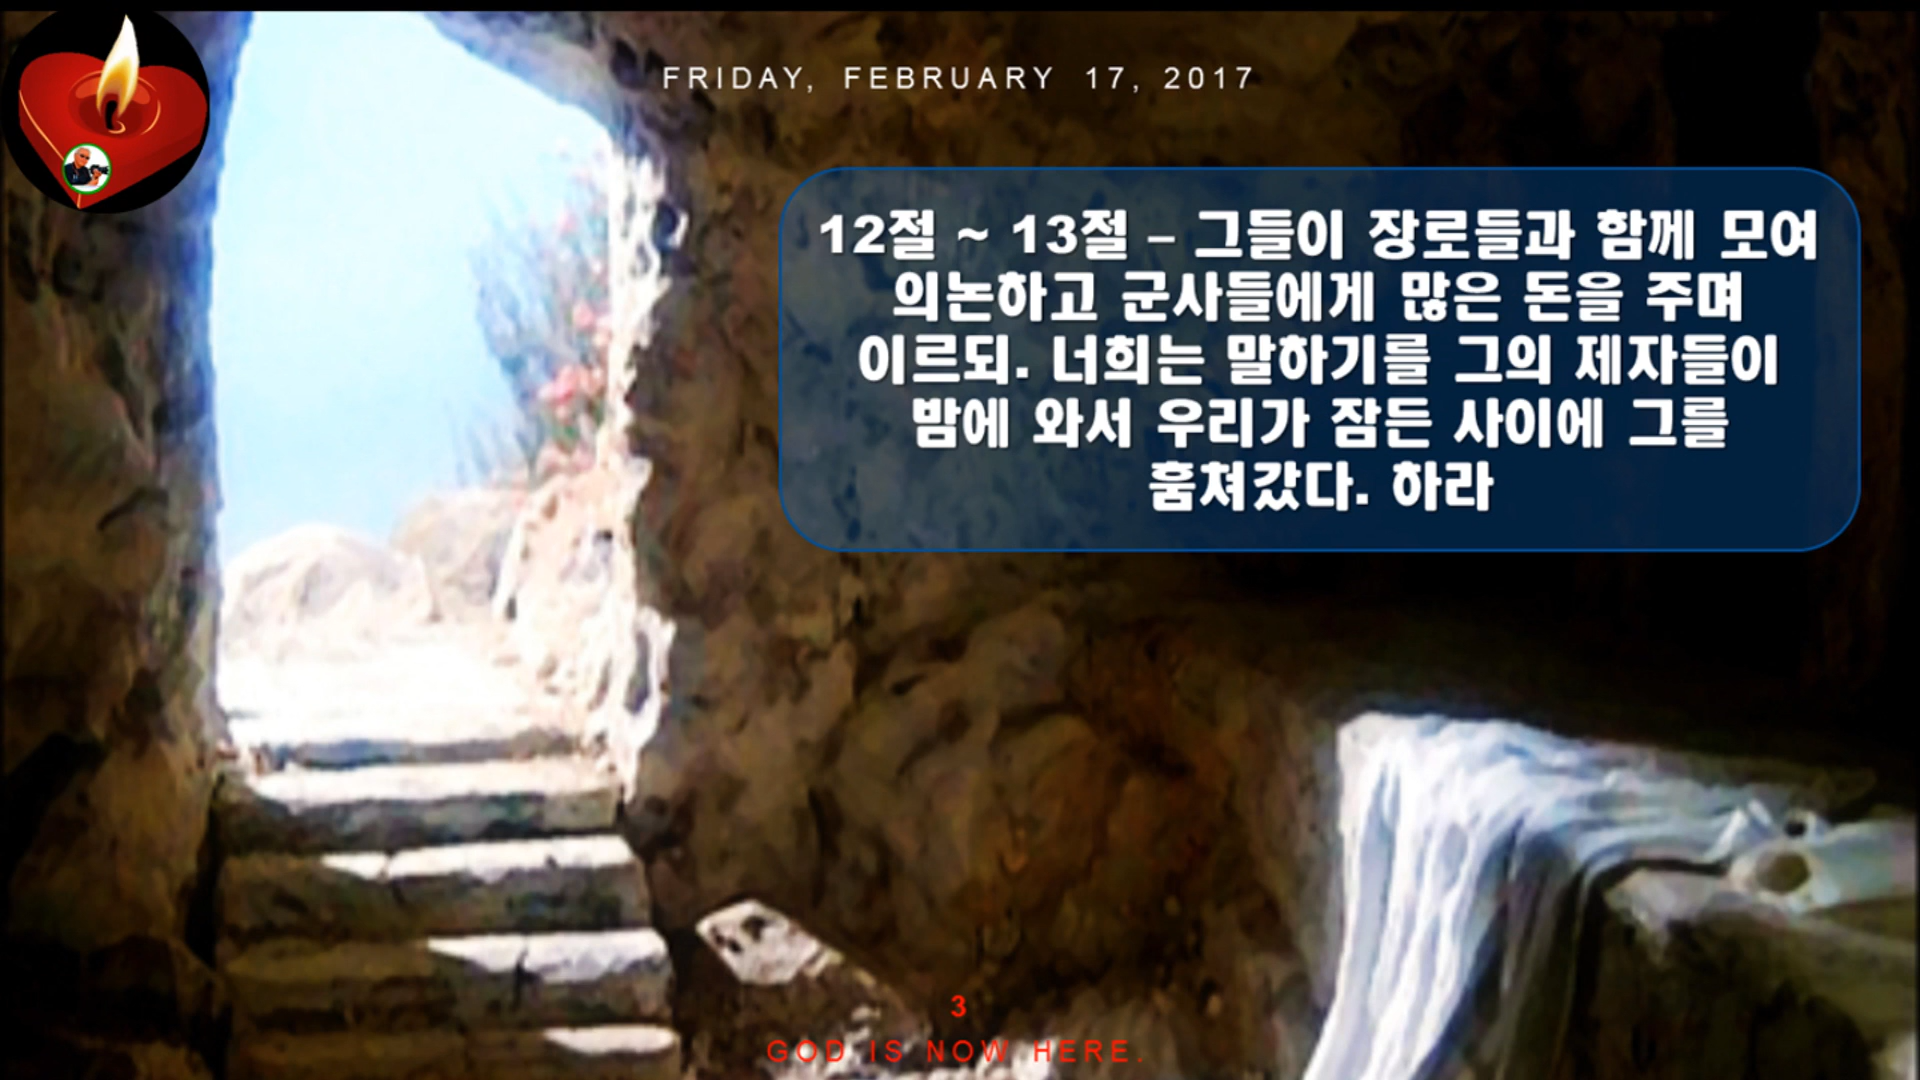 FRIDAY, FEBRUARY 17, 2017
12절 ~ 13절 – 그들이 장로들과 함께 모여
의논하고 군사들에게 많은 돈을 주며
이르되. 너희는 말하기를 그의 제자들이
밤에 와서 우리가 잠든 사이에 그를
훔쳐갔다. 하라
3
GOD IS NOW HERE.